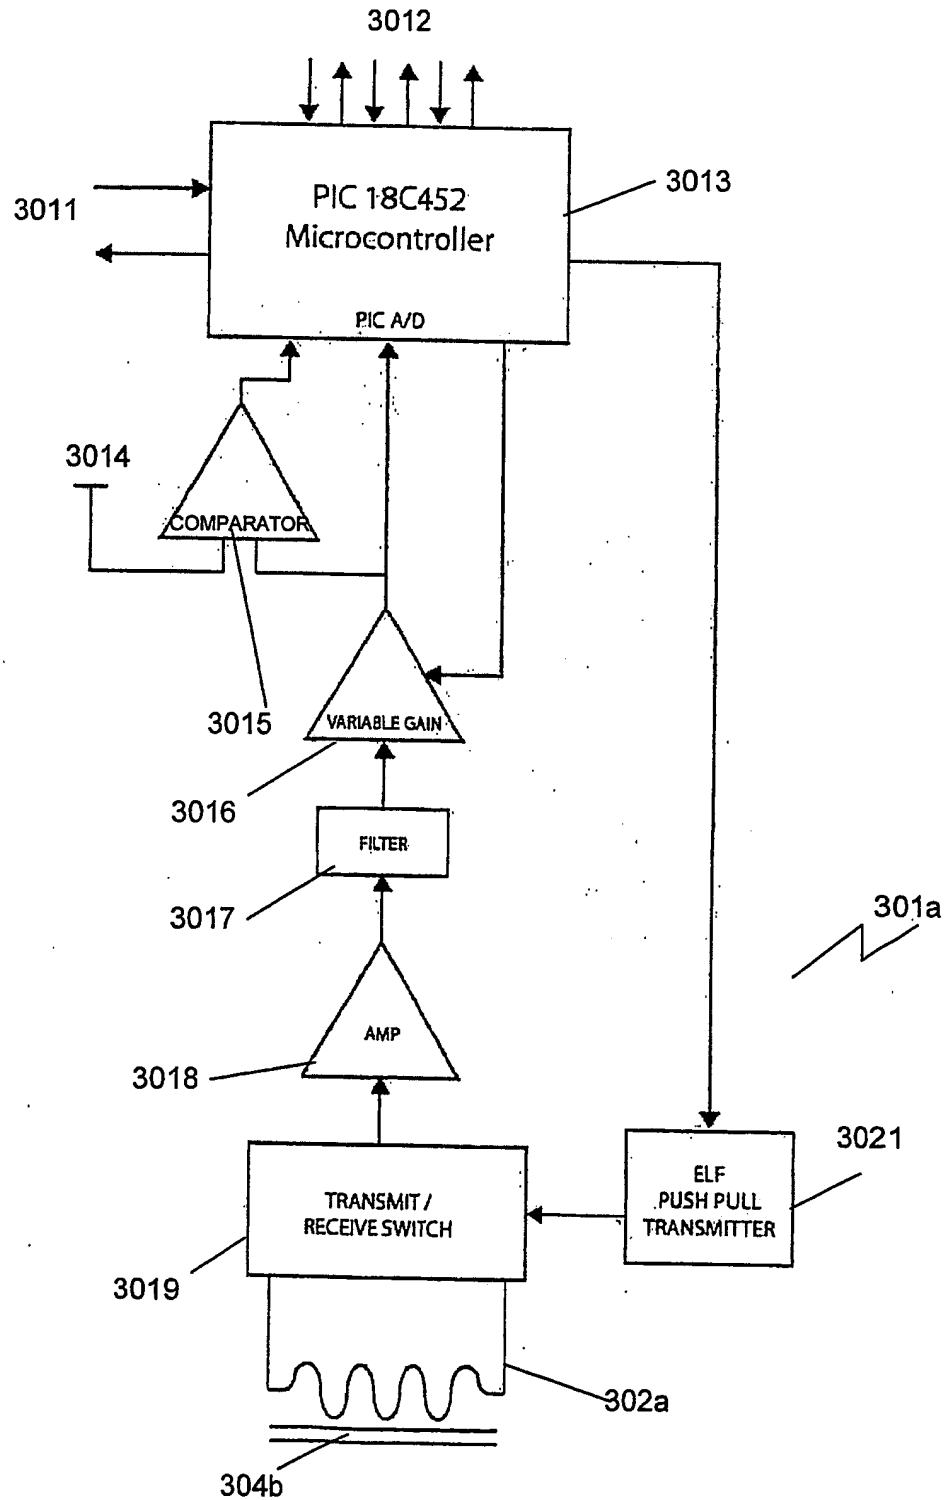 3012
PIC 18C452
Microcontroller
3013
3011
PIC A/D
3014
COMPARATOR
3015
VARIABLE GAIN
3016
FILTER
3017
301a
AMP
3018
3021
ELF
PUSH PULL
TRANSMITTER
TRANSMIT /
RECEIVE SWITCH
3019
302a
304b